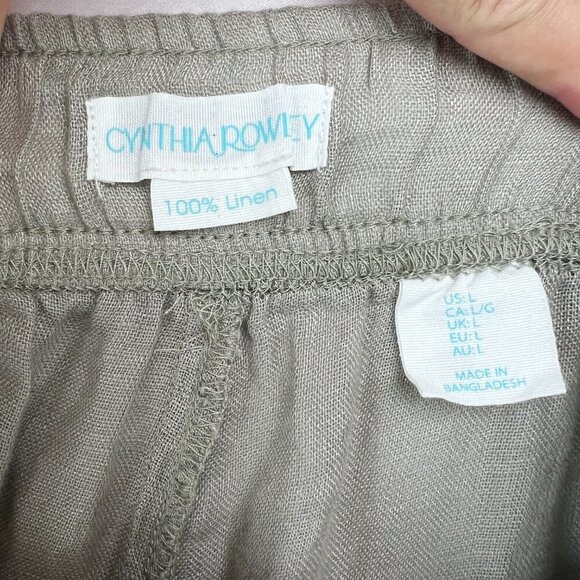 CYNTHIA ROWLEY
100% Linen
US: L
CA: L/G
UK: L
EU: L
AU: L
MADE IN
BANGLADESH